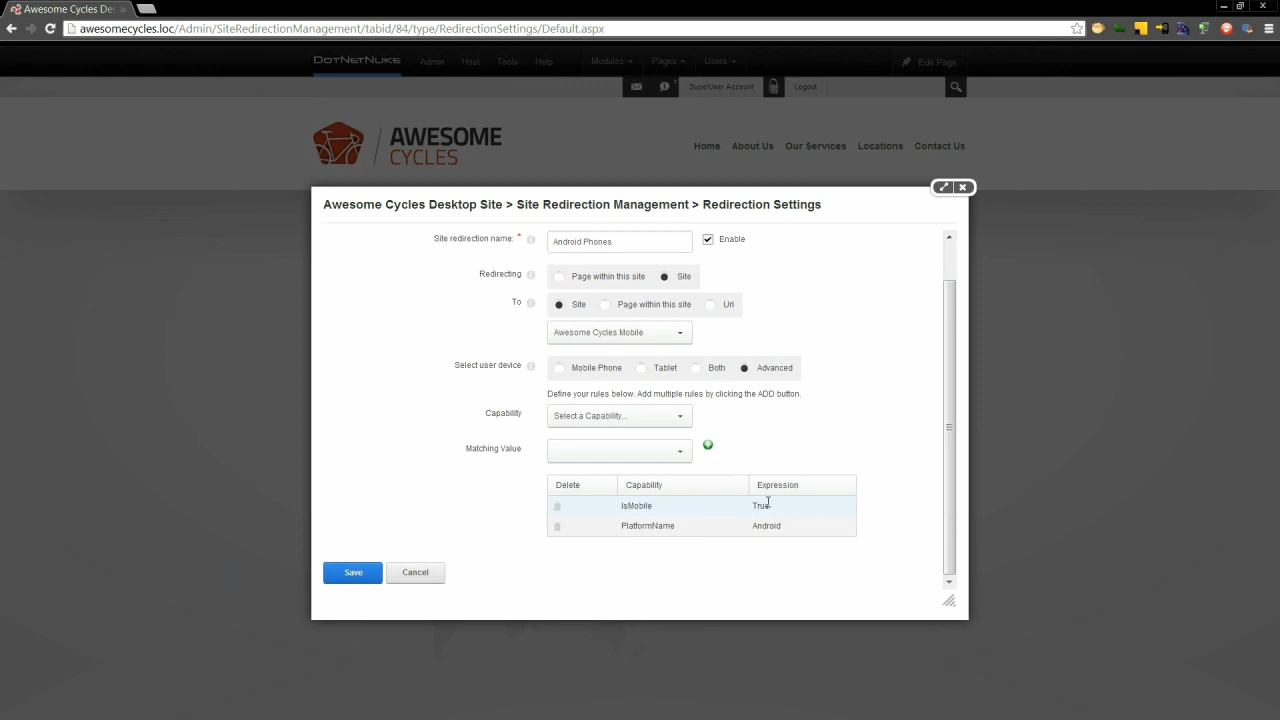 Awesome Cycles De
awesomecycles.loc/Admin/SiteRedirectionManagement/tabid/84/type/RedirectionSettings/Default.aspx
DOTNETNUKE Admin Host Tools Help Modules Pages Users Edit Page
1 SuperUser Account Logout
AWESOME
CYCLES
Home About Us Our Services Locations Contact Us
Awesome Cycles Desktop Site > Site Redirection Management > Redirection Settings
Site redirection name: * Android Phones Enable
Redirecting Page within this site Site
To Site Page within this site Url
Awesome Cycles Mobile
Select user device Mobile Phone Tablet Both Advanced
Define your rules below. Add multiple rules by clicking the ADD button.
Capability Select a Capability...
Matching Value
Delete Capability Expression
IsMobile True
PlatformName Android
Save Cancel